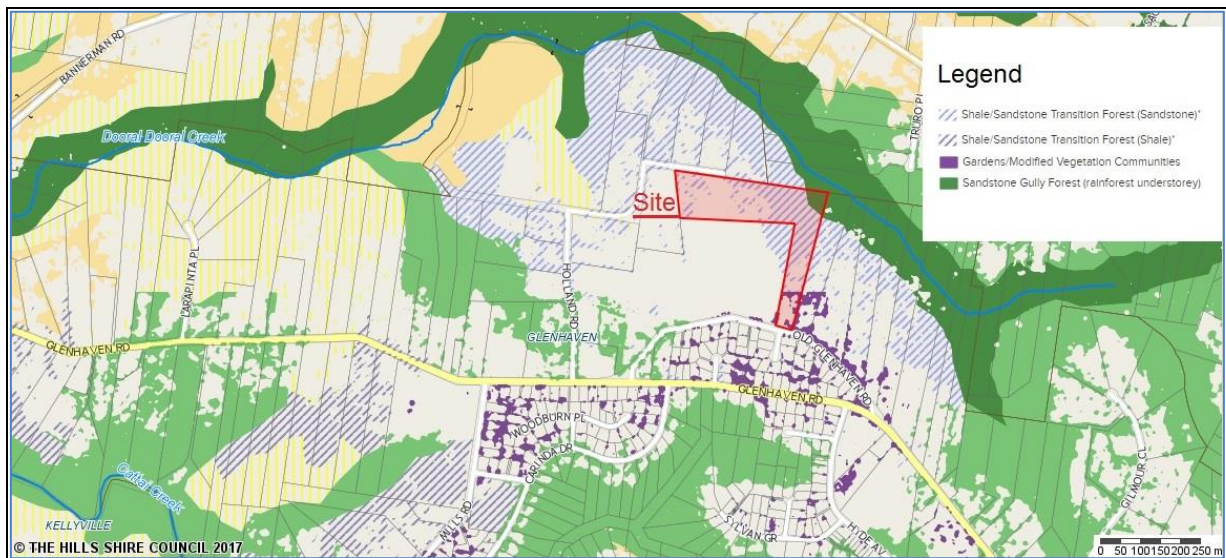 BANNERMAN RD
Dooral Dooral Creek
Legend
Shale/Sandstone Transition Forest (Sandstone)*
Shale/Sandstone Transition Forest (Shale)*
Gardens/Modified Vegetation Communities
Sandstone Gully Forest (rainforest understorey)
TRURO PL
Site
LARAPINTA PL
HOLLAND RD
GLENHAVEN
GLENHAVEN RD
OLD GLENHAVEN RD
GLENHAVEN RD
WOODBURN PL
CARINDA DR
MILLS RD
SYLVAN GR
HYDE AV
GILMOUR CL
Cattai Creek
KELLYVILLE
© THE HILLS SHIRE COUNCIL 2017
0 50 100 150 200 250 m